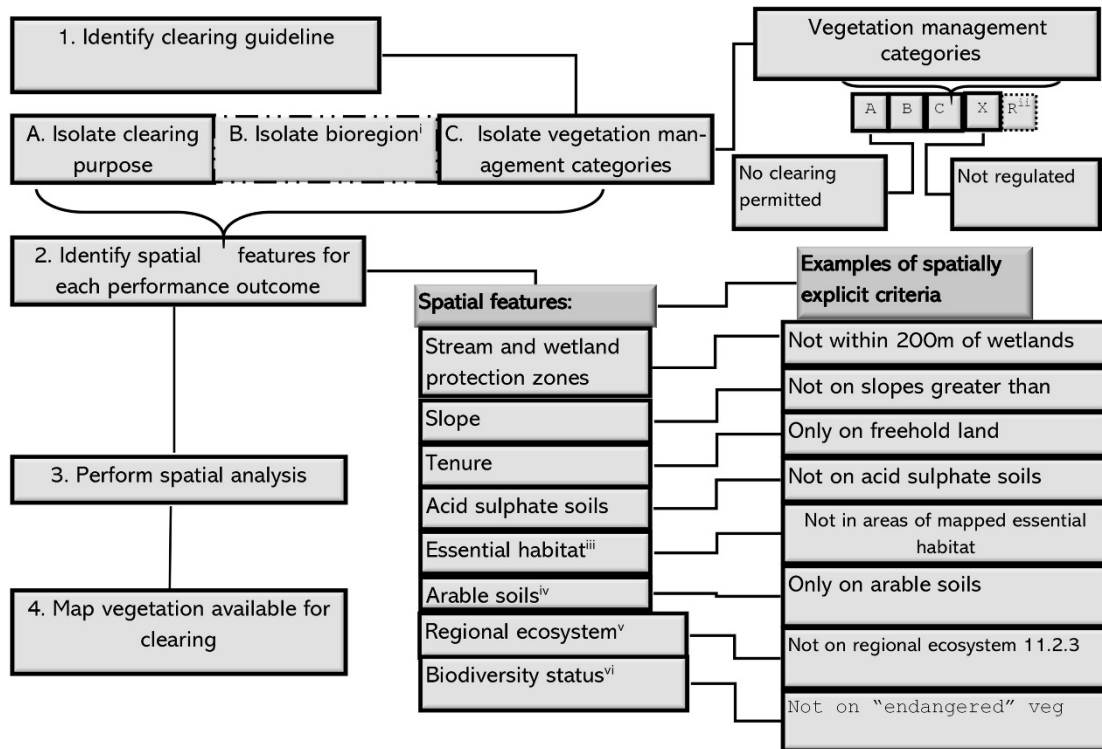 1. Identify clearing guideline
Vegetation management
categories
A B C X Rii
A. Isolate clearing
purpose
B. Isolate bioregioni
C. Isolate vegetation man-
agement categories
No clearing
permitted
Not regulated
2. Identify spatial features for
each performance outcome
Spatial features:
Examples of spatially
explicit criteria
Stream and wetland
protection zones
Not within 200m of wetlands
Slope
Not on slopes greater than
Tenure
Only on freehold land
Acid sulphate soils
Not on acid sulphate soils
Essential habitatiii
Not in areas of mapped essential
habitat
Arable soilsiv
Only on arable soils
Regional ecosystemv
Not on regional ecosystem 11.2.3
Biodiversity statusvi
Not on “endangered” veg
3. Perform spatial analysis
4. Map vegetation available for
clearing